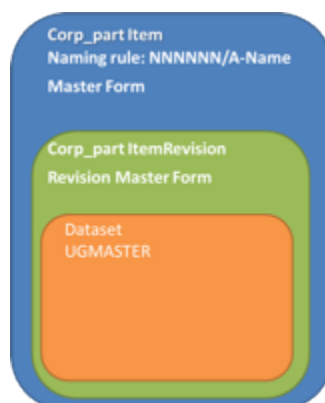 Corp_part Item
Naming rule: NNNNNN/A-Name
Master Form
Corp_part ItemRevision
Revision Master Form
Dataset
UGMASTER